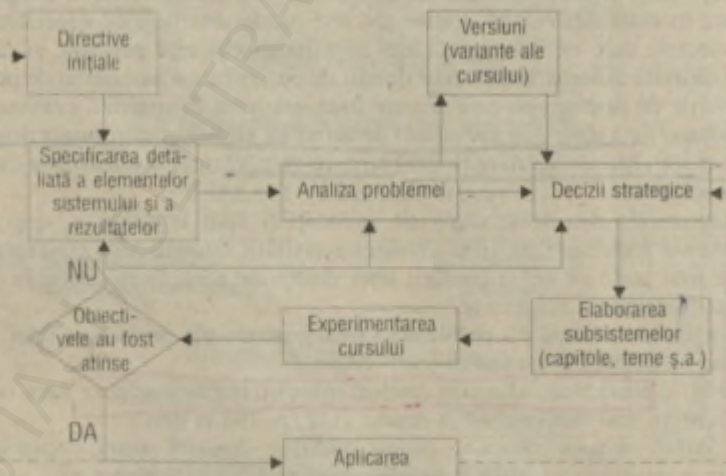 Directive
inițiale
Versiuni
(variante ale
cursului)
Specificarea deta-
liată a elementelor
sistemului și a
rezultatelor
Analiza problemei
Decizii strategice
NU
Obiecti-
vele au fost
atinse
Experimentarea
cursului
Elaborarea
subsistemelor
(capitole, teme ș.a.)
DA
Aplicarea